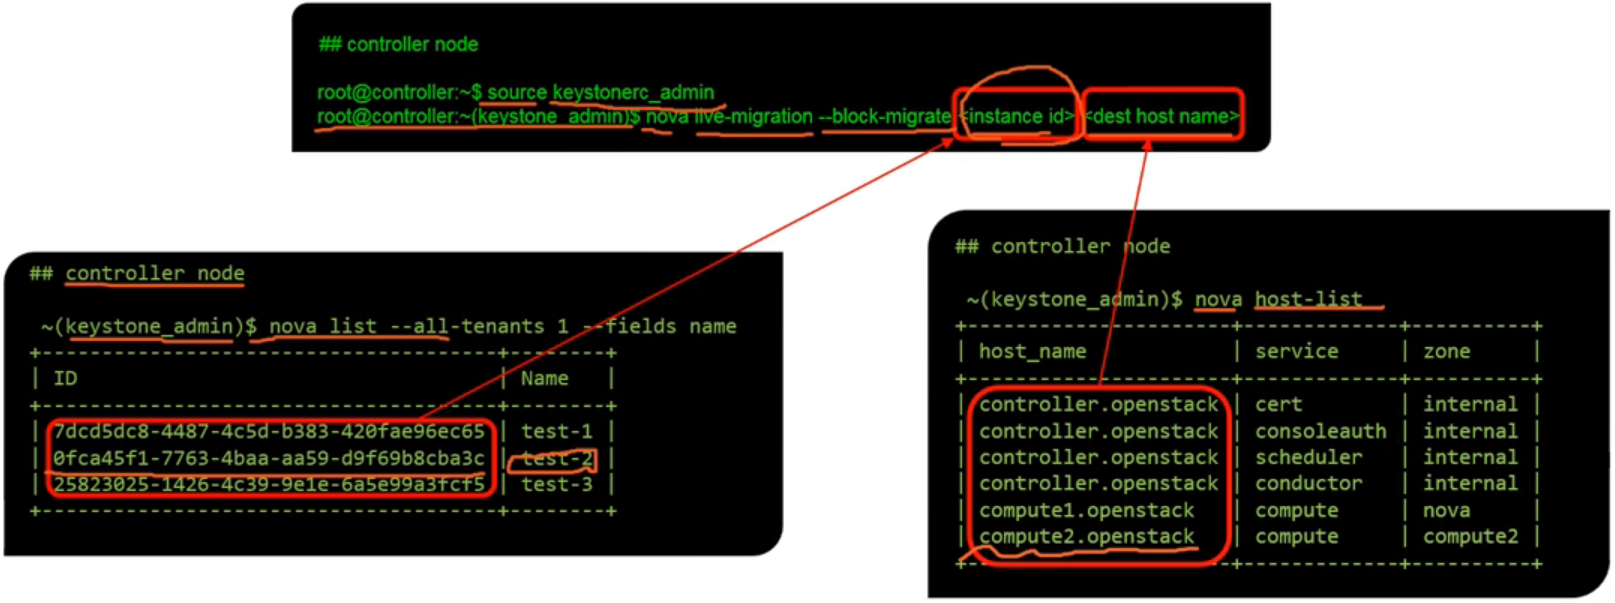 ## controller node
root@controller:~$ source keystonerc_admin
root@controller:~(keystone_admin)$ nova live-migration --block-migrate <instance id> <dest host name>
## controller node
~(keystone_admin)$ nova list --all-tenants 1 --fields name
+-----------------------------------+-------+
| ID | Name |
+-----------------------------------+-------+
| 7dcd5dc8-4487-4c5d-b383-420fae96ec65 | test-1 |
| 0fca45f1-7763-4baa-aa59-d9f69b8cba3c | test-2 |
| 25823025-1426-4c39-9e1e-6a5e99a3fcf5 | test-3 |
+-----------------------------------+-------+
## controller node
~(keystone_admin)$ nova host-list
+--------------------+------------+----------+
| host_name | service | zone |
+--------------------+------------+----------+
| controller.openstack | cert | internal |
| controller.openstack | consoleauth | internal |
| controller.openstack | scheduler | internal |
| controller.openstack | conductor | internal |
| compute1.openstack | compute | nova |
| compute2.openstack | compute | compute2 |
+--------------------+------------+----------+